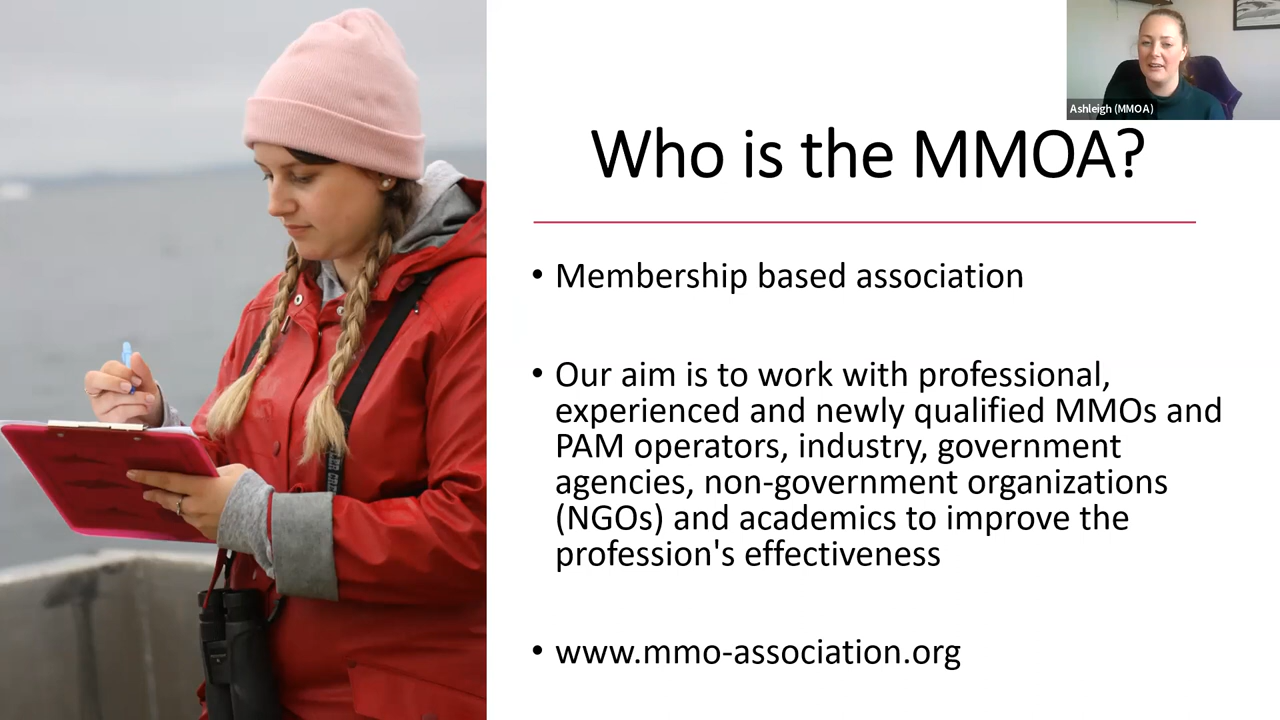 Ashleigh (MMOA)
Who is the MMOA?
• Membership based association
• Our aim is to work with professional,
experienced and newly qualified MMOs and
PAM operators, industry, government
agencies, non-government organizations
(NGOs) and academics to improve the
profession's effectiveness
• www.mmo-association.org